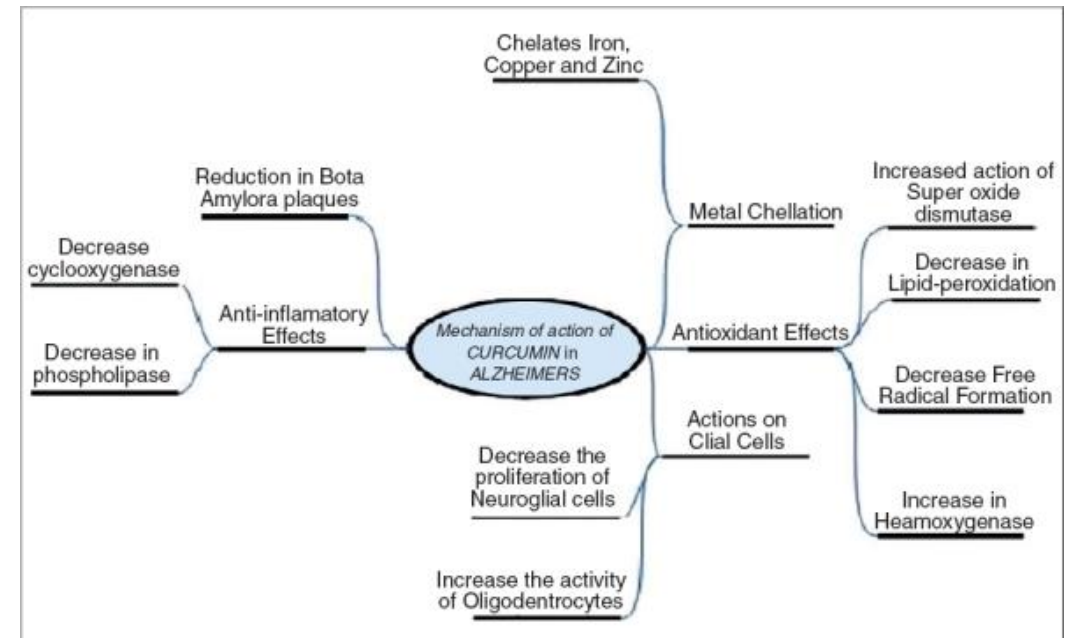 Chelates Iron,
Copper and Zinc
Reduction in Bota
Amylora plaques
Increased action of
Super oxide
dismutase
Metal Chellation
Decrease
cyclooxygenase
Decrease in
Lipid-peroxidation
Anti-inflamatory
Effects
Mechanism of action of
CURCUMIN in
ALZHEIMERS
Antioxidant Effects
Decrease in
phospholipase
Decrease Free
Radical Formation
Actions on
Clial Cells
Decrease the
proliferation of
Neuroglial cells
Increase in
Heamoxygenase
Increase the activity
of Oligodentrocytes